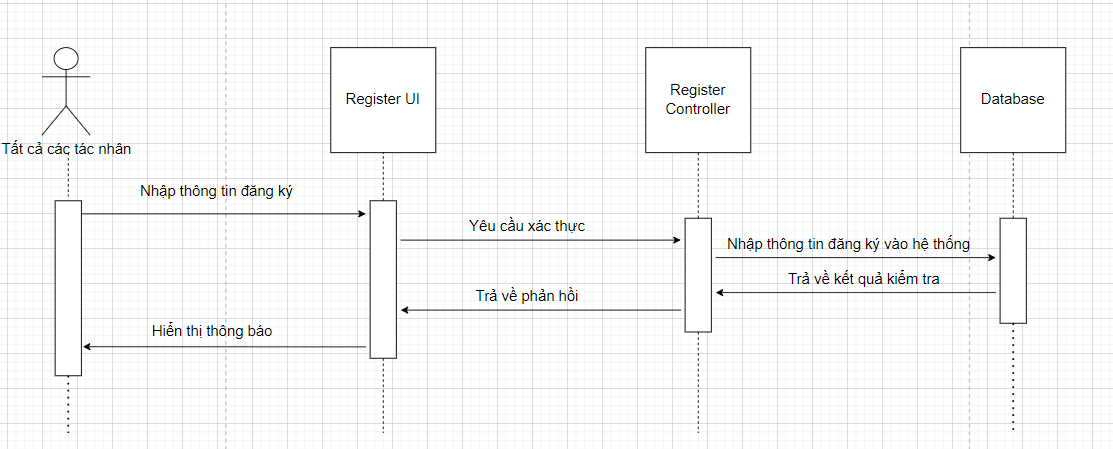 Register UI
Register
Controller
Database
Tất cả các tác nhân
Nhập thông tin đăng ký
Yêu cầu xác thực
Nhập thông tin đăng ký vào hệ thống
Trả về kết quả kiểm tra
Trả về phản hồi
Hiển thị thông báo